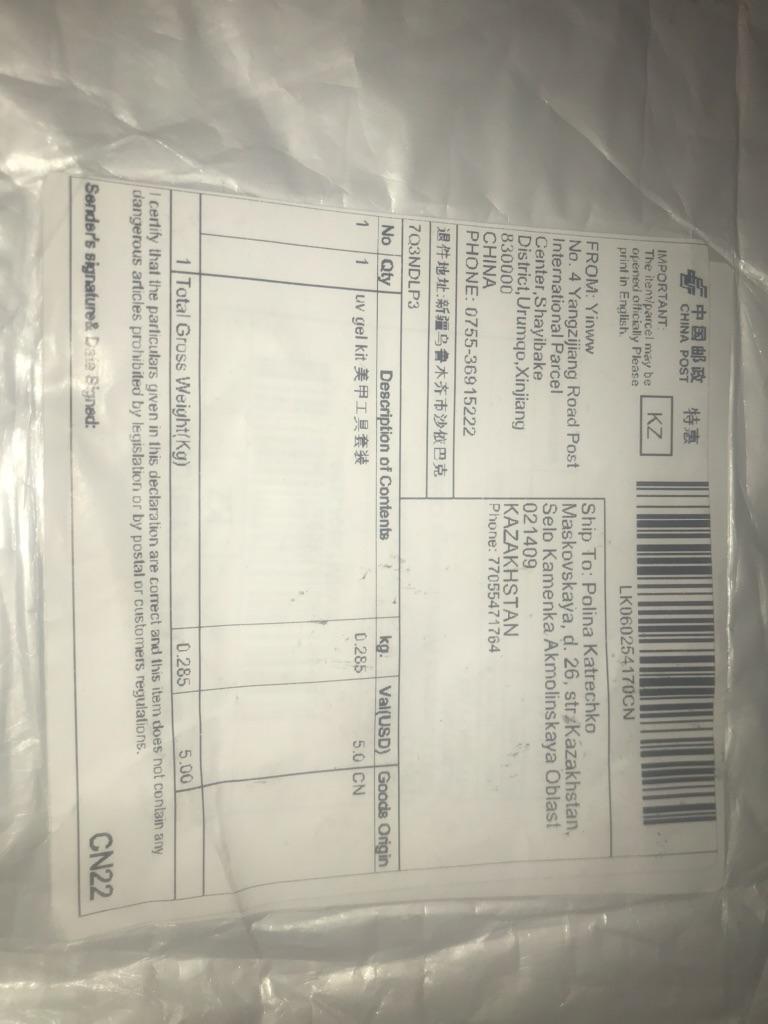 中国邮政
CHINA POST
特惠
IMPORTANT:
The item/parcel may be
opened officially Please
print in English.
KZ
LK060254170CN
FROM: Yinww
No. 4 Yangzijiang Road Post
International Parcel
Center,Shayibake
District,Urumqo,Xinjiang
830000
CHINA
PHONE: 0755-36915222
Ship To: Polina Katrechko
Maskovskaya, d. 26, str.Kazakhstan,
Selo Kamenka Akmolinskaya Oblast
021409
KAZAKHSTAN
Phone: 77055471764
退件地址:新疆乌鲁木齐市沙依巴克
7Q3NDLP3
No Qty Description of Contents kg. Val(USD) Goods Origin
1 1 uv gel kit 美甲工具套装 0.285 5.0 CN
1 Total Gross Weight(Kg) 0.285 5.00
I certify that the particulars given in this declaration are correct and this item does not contain any
dangerous articles prohibited by legislation or by postal or customers regulations.
Sender's signature& Date Signed:
CN22